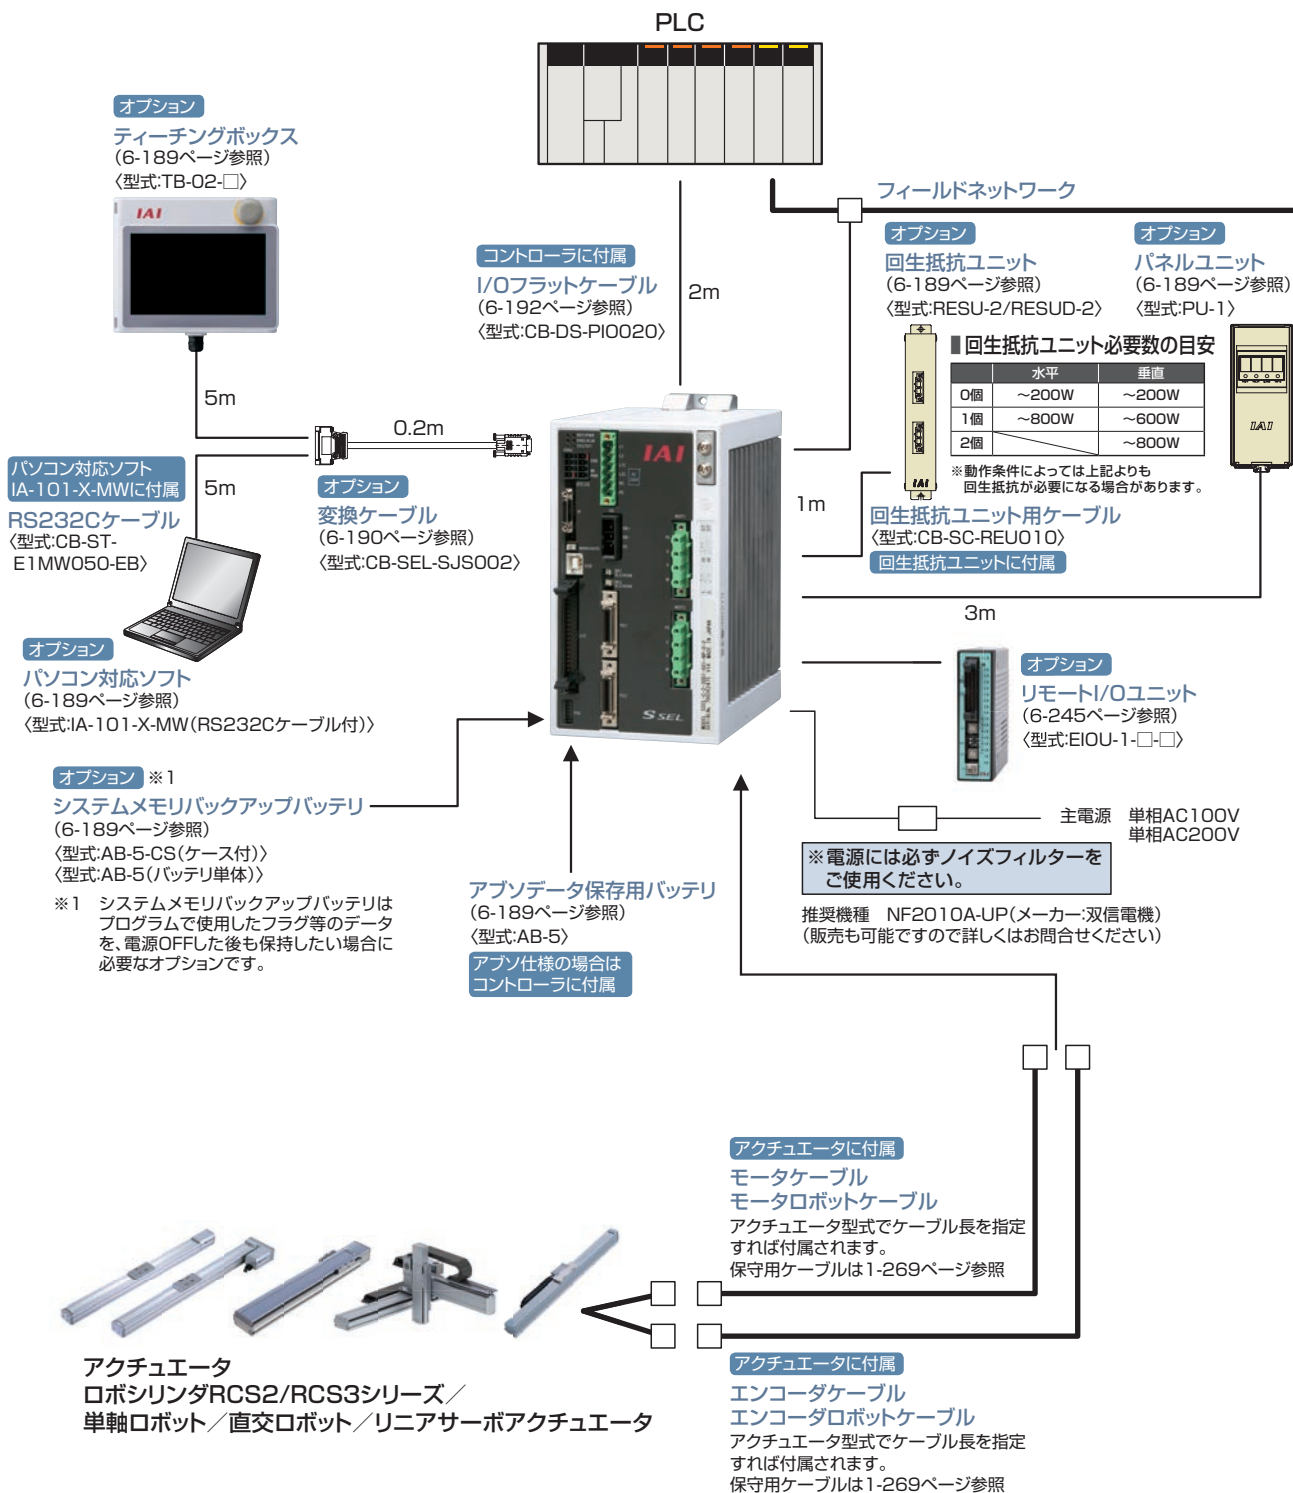 PLC
オプション
ティーチングボックス
(6-189ページ参照)
〈型式:TB-02-□〉
IAI
5m
0.2m
コントローラに付属
I/Oフラットケーブル
(6-192ページ参照)
〈型式:CB-DS-PIO020〉
2m
フィールドネットワーク
オプション
回生抵抗ユニット
(6-189ページ参照)
〈型式:RESU-2/RESUD-2〉
オプション
パネルユニット
(6-189ページ参照)
〈型式:PU-1〉
■回生抵抗ユニット必要数の目安
水平 垂直
0個 ～200W ～200W
1個 ～800W ～600W
2個 ～800W
※動作条件によっては上記よりも
回生抵抗が必要になる場合があります。
IAI
IAI
IAI
S SEL
パソコン対応ソフト
IA-101-X-MWに付属
RS232Cケーブル
〈型式:CB-ST-
E1MW050-EB〉
5m
オプション
変換ケーブル
(6-190ページ参照)
〈型式:CB-SEL-SJS002〉
1m
回生抵抗ユニット用ケーブル
〈型式:CB-SC-REU010〉
回生抵抗ユニットに付属
3m
オプション
パソコン対応ソフト
(6-189ページ参照)
〈型式:IA-101-X-MW(RS232Cケーブル付)〉
オプション
リモートI/Oユニット
(6-245ページ参照)
〈型式:EIOU-1-□-□〉
オプション ※1
システムメモリバックアップバッテリ
(6-189ページ参照)
〈型式:AB-5-CS(ケース付)〉
〈型式:AB-5(バッテリ単体)〉
※1 システムメモリバックアップバッテリは
プログラムで使用したフラグ等のデータ
を、電源OFFした後も保持したい場合に
必要なオプションです。
アブソデータ保存用バッテリ
(6-189ページ参照)
〈型式:AB-5〉
アブソ仕様の場合は
コントローラに付属
主電源 単相AC100V
単相AC200V
※電源には必ずノイズフィルターを
ご使用ください。
推奨機種 NF2010A-UP(メーカー:双信電機)
(販売も可能ですので詳しくはお問合せください)
アクチュエータに付属
モータケーブル
モータロボットケーブル
アクチュエータ型式でケーブル長を指定
すれば付属されます。
保守用ケーブルは1-269ページ参照
アクチュエータ
ロボシリンダRCS2/RCS3シリーズ／
単軸ロボット／直交ロボット／リニアサーボアクチュエータ
アクチュエータに付属
エンコーダケーブル
エンコーダロボットケーブル
アクチュエータ型式でケーブル長を指定
すれば付属されます。
保守用ケーブルは1-269ページ参照